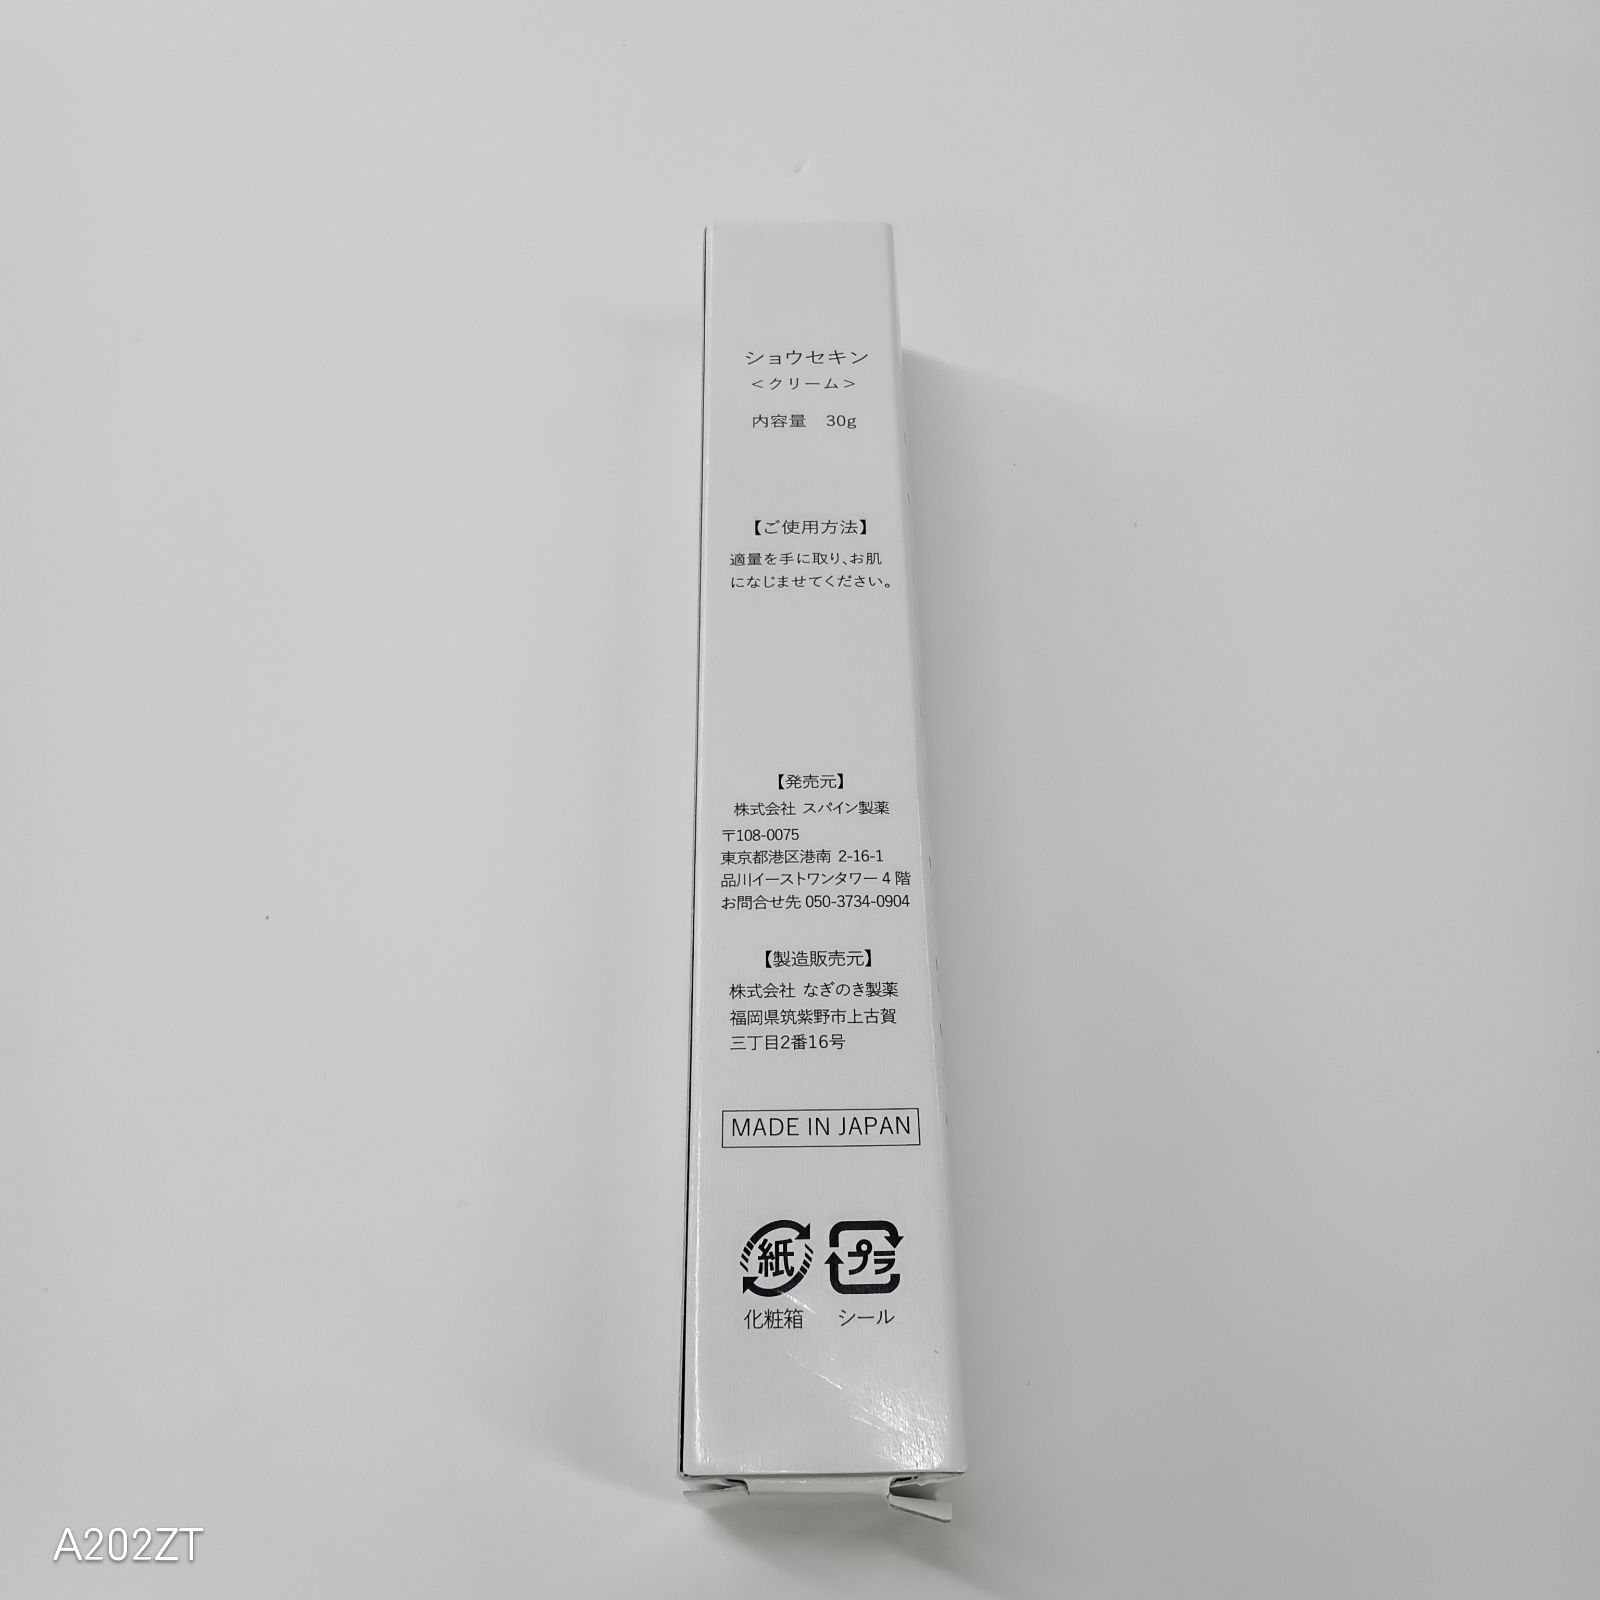 ショウセキン
＜クリーム＞
内容量　30g
【ご使用方法】
適量を手に取り、お肌
になじませてください。
【発売元】
株式会社 スパイン製薬
〒108-0075
東京都港区港南 2-16-1
品川イーストワンタワー 4 階
お問合せ先 050-3734-0904
【製造販売元】
株式会社 なぎのき製薬
福岡県筑紫野市上古賀
三丁目2番16号
MADE IN JAPAN
紙 プラ
化粧箱 シール
A202ZT